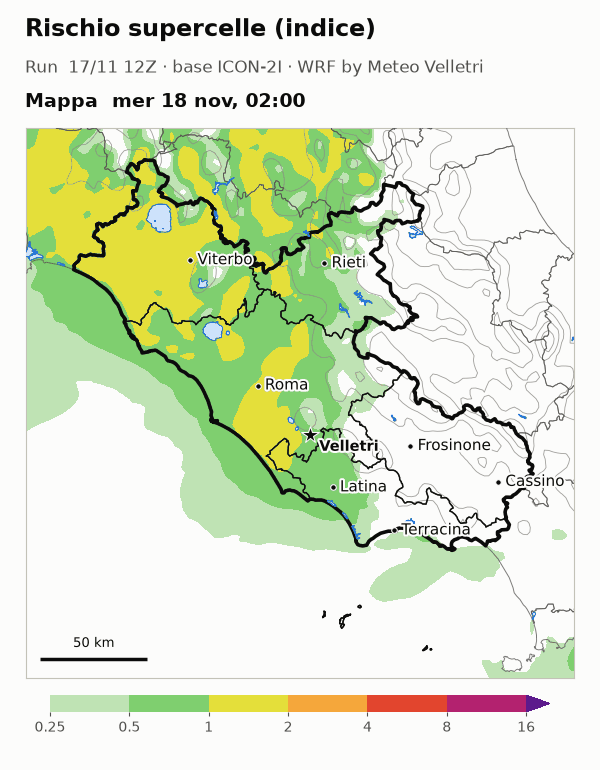 Rischio supercelle (indice)
Run  17/11 12Z · base ICON-2I · WRF by Meteo Velletri
Mappa  mer 18 nov, 02:00
Viterbo
Rieti
Roma
Velletri
Frosinone
Latina
Cassino
Terracina
50 km
0.25 0.5 1 2 4 8 16